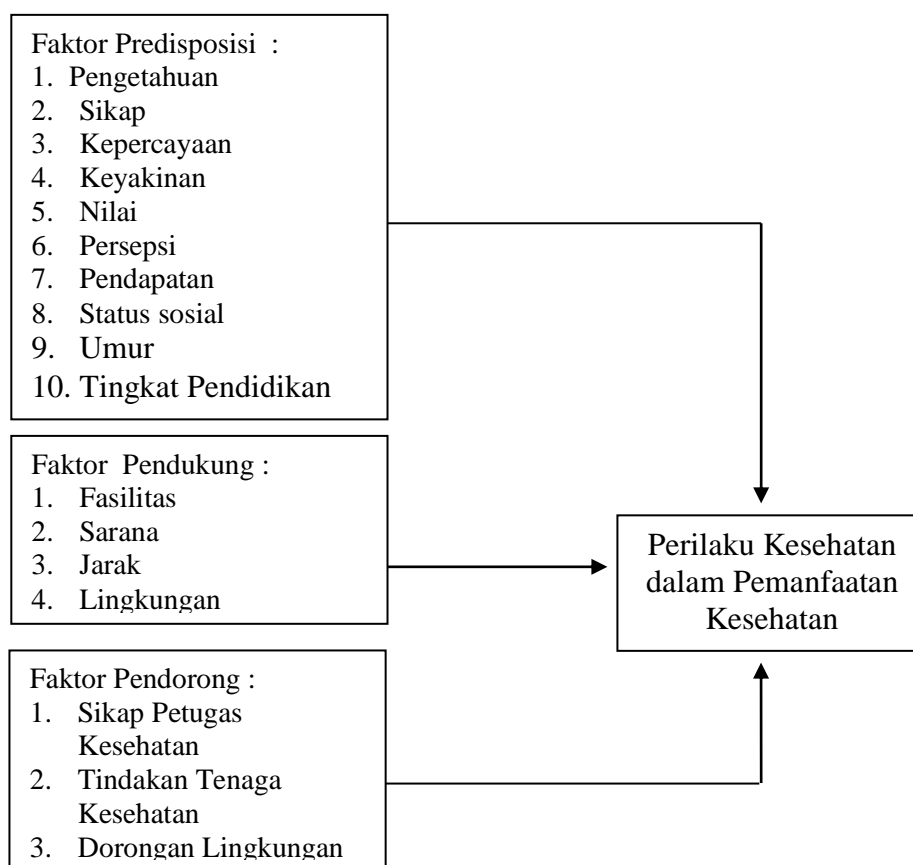 Faktor Predisposisi :
1. Pengetahuan
2. Sikap
3. Kepercayaan
4. Keyakinan
5. Nilai
6. Persepsi
7. Pendapatan
8. Status sosial
9. Umur
10. Tingkat Pendidikan
Faktor Pendukung :
1. Fasilitas
2. Sarana
3. Jarak
4. Lingkungan
Perilaku Kesehatan
dalam Pemanfaatan
Kesehatan
Faktor Pendorong :
1. Sikap Petugas
Kesehatan
2. Tindakan Tenaga
Kesehatan
3. Dorongan Lingkungan